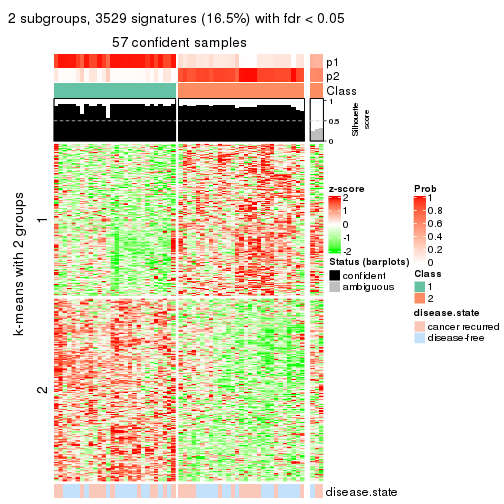 2 subgroups, 3529 signatures (16.5%) with fdr < 0.05
57 confident samples
p1
p2
Class
1
0.5
0
Silhouette
score
k-means with 2 groups
1
2
z-score
2
1
0
-1
-2
Status (barplots)
confident
ambiguous
Prob
1
0.8
0.6
0.4
0.2
0
Class
1
2
disease.state
cancer recurred
disease-free
disease.state